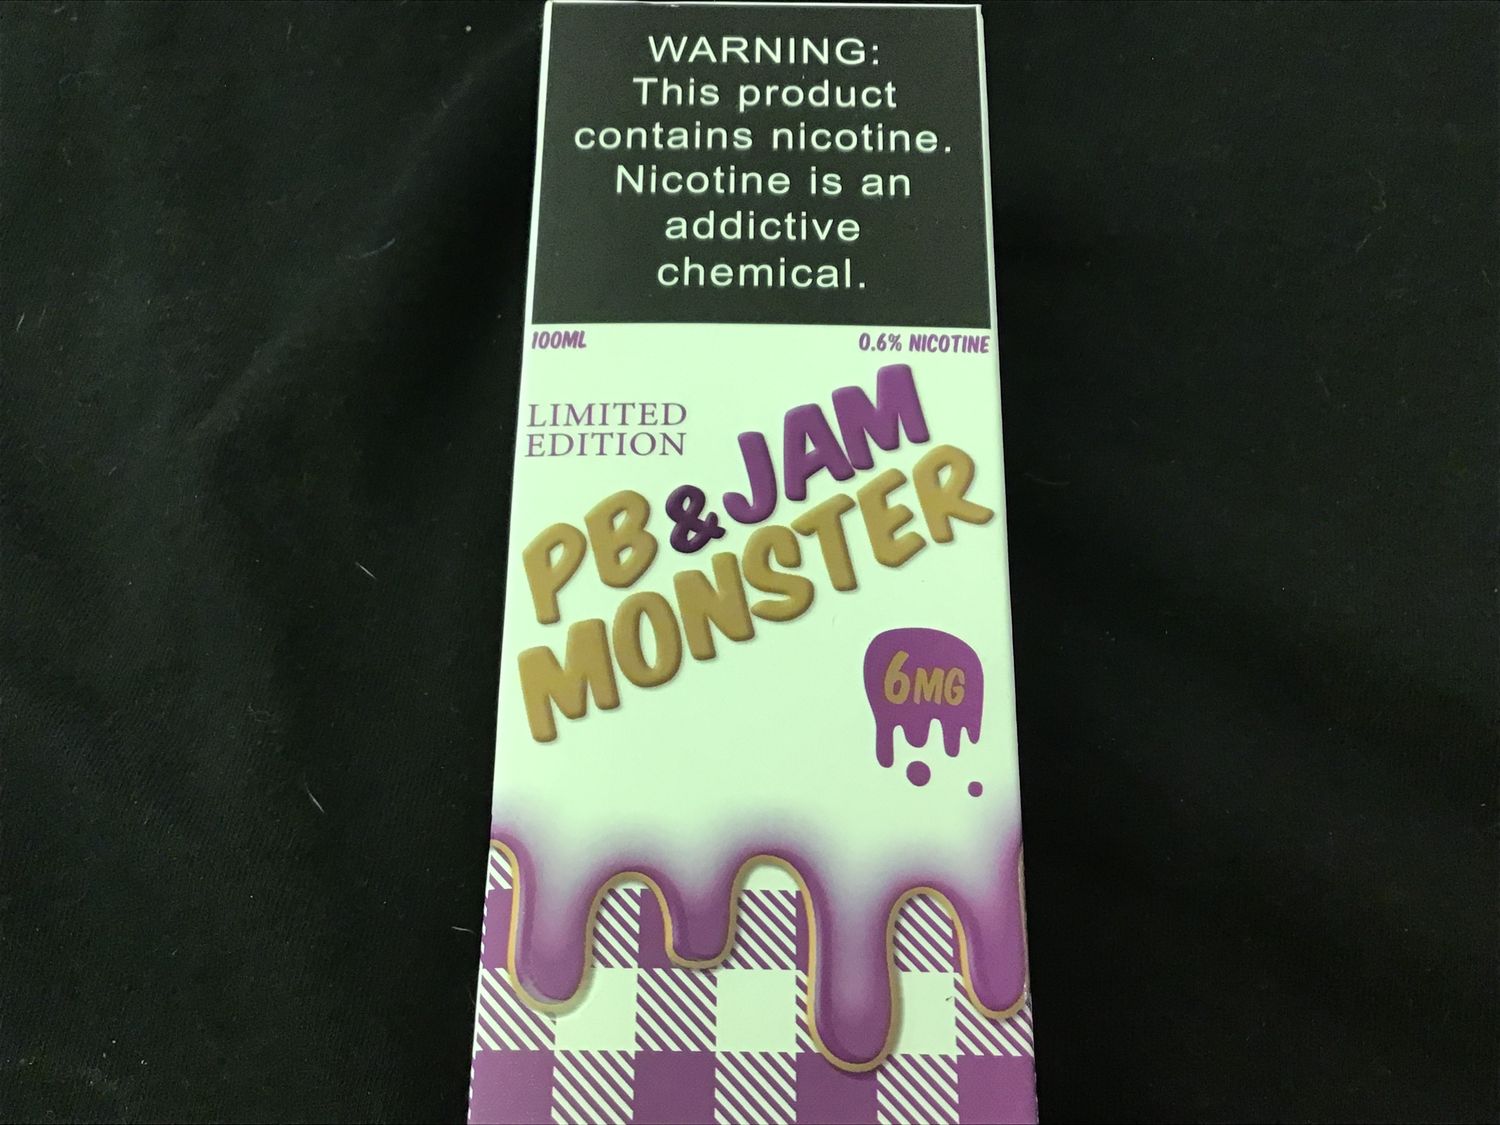 WARNING:
This product
contains nicotine.
Nicotine is an
addictive
chemical.
100ML
0.6% NICOTINE
LIMITED
EDITION
PB & JAM
MONSTER
6MG